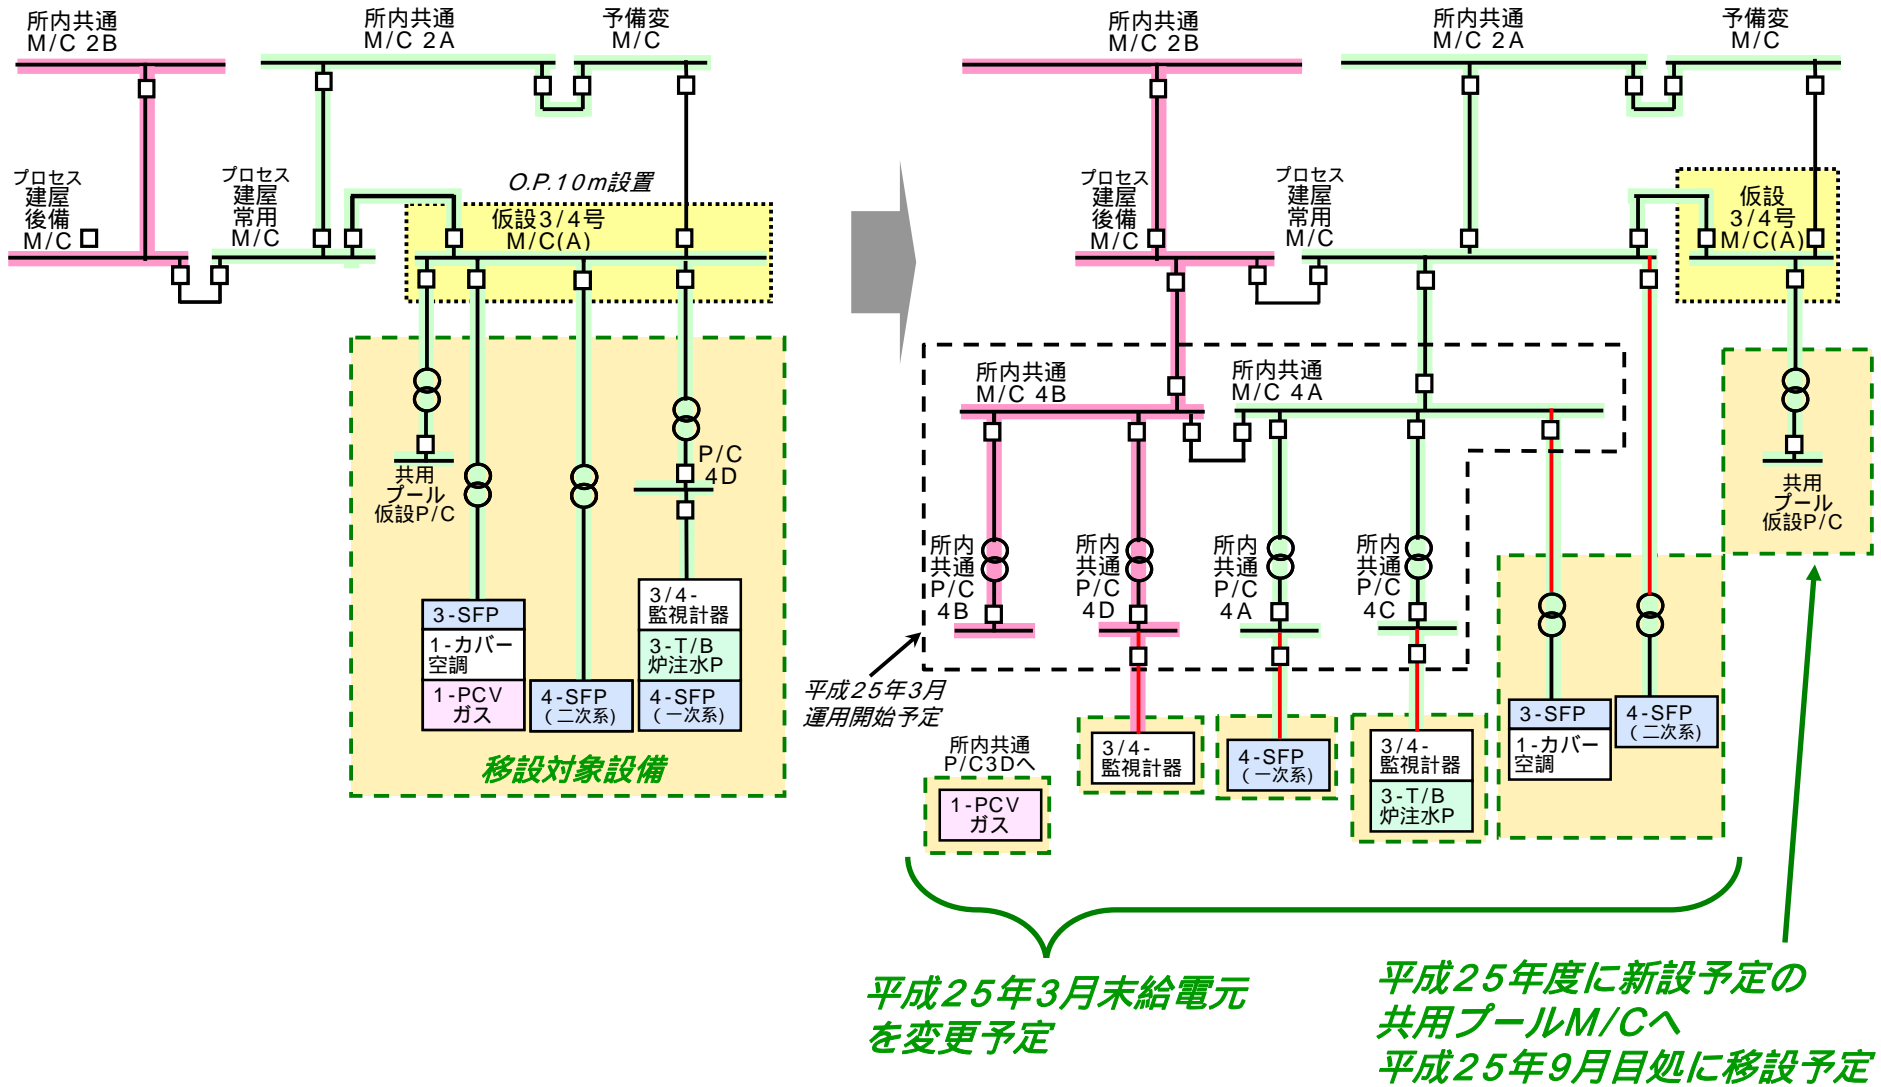 所内共通
M/C 2B
所内共通
M/C 2A
予備変
M/C
プロセス
建屋
後備
M/C
プロセス
建屋
常用
M/C
O.P.10m設置
仮設3/4号
M/C(A)
共用
プール
仮設P/C
P/C
4D
3-SFP
1-カバー
空調
1-PCV
ガス
4-SFP
(二次系)
3/4-
監視計器
3-T/B
炉注水P
4-SFP
(一次系)
移設対象設備
所内共通
M/C 2B
所内共通
M/C 2A
予備変
M/C
プロセス
建屋
後備
M/C
プロセス
建屋
常用
M/C
仮設
3/4号
M/C(A)
所内共通
M/C 4B
所内共通
M/C 4A
所内
共通
P/C
4B
所内
共通
P/C
4D
所内
共通
P/C
4A
所内
共通
P/C
4C
共用
プール
仮設P/C
平成25年3月
運用開始予定
所内共通
P/C3Dへ
1-PCV
ガス
3/4-
監視計器
4-SFP
(一次系)
3/4-
監視計器
3-T/B
炉注水P
3-SFP
1-カバー
空調
4-SFP
(二次系)
平成25年3月末給電元
を変更予定
平成25年度に新設予定の
共用プールM/Cへ
平成25年9月目処に移設予定